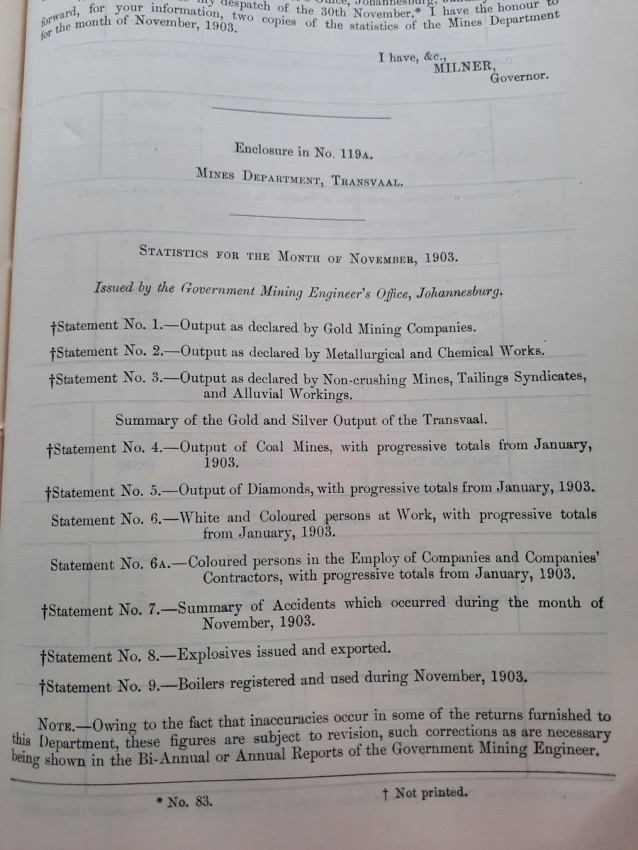 my despatch of the 30th November,* I have the honour to
forward, for your information, two copies of the statistics of the Mines Department
for the month of November, 1903.
I have, &c.,
MILNER,
Governor.
Enclosure in No. 119A.
MINES DEPARTMENT, TRANSVAAL.
STATISTICS FOR THE MONTH OF NOVEMBER, 1903.
Issued by the Government Mining Engineer's Office, Johannesburg.
†Statement No. 1.—Output as declared by Gold Mining Companies.
†Statement No. 2.—Output as declared by Metallurgical and Chemical Works.
†Statement No. 3.—Output as declared by Non-crushing Mines, Tailings Syndicates,
and Alluvial Workings.
Summary of the Gold and Silver Output of the Transvaal.
†Statement No. 4.—Output of Coal Mines, with progressive totals from January,
1903.
†Statement No. 5.—Output of Diamonds, with progressive totals from January, 1903.
Statement No. 6.—White and Coloured persons at Work, with progressive totals
from January, 1903.
Statement No. 6A.—Coloured persons in the Employ of Companies and Companies'
Contractors, with progressive totals from January, 1903.
†Statement No. 7.—Summary of Accidents which occurred during the month of
November, 1903.
†Statement No. 8.—Explosives issued and exported.
†Statement No. 9.—Boilers registered and used during November, 1903.
NOTE.—Owing to the fact that inaccuracies occur in some of the returns furnished to
this Department, these figures are subject to revision, such corrections as are necessary
being shown in the Bi-Annual or Annual Reports of the Government Mining Engineer.
* No. 83.
† Not printed.